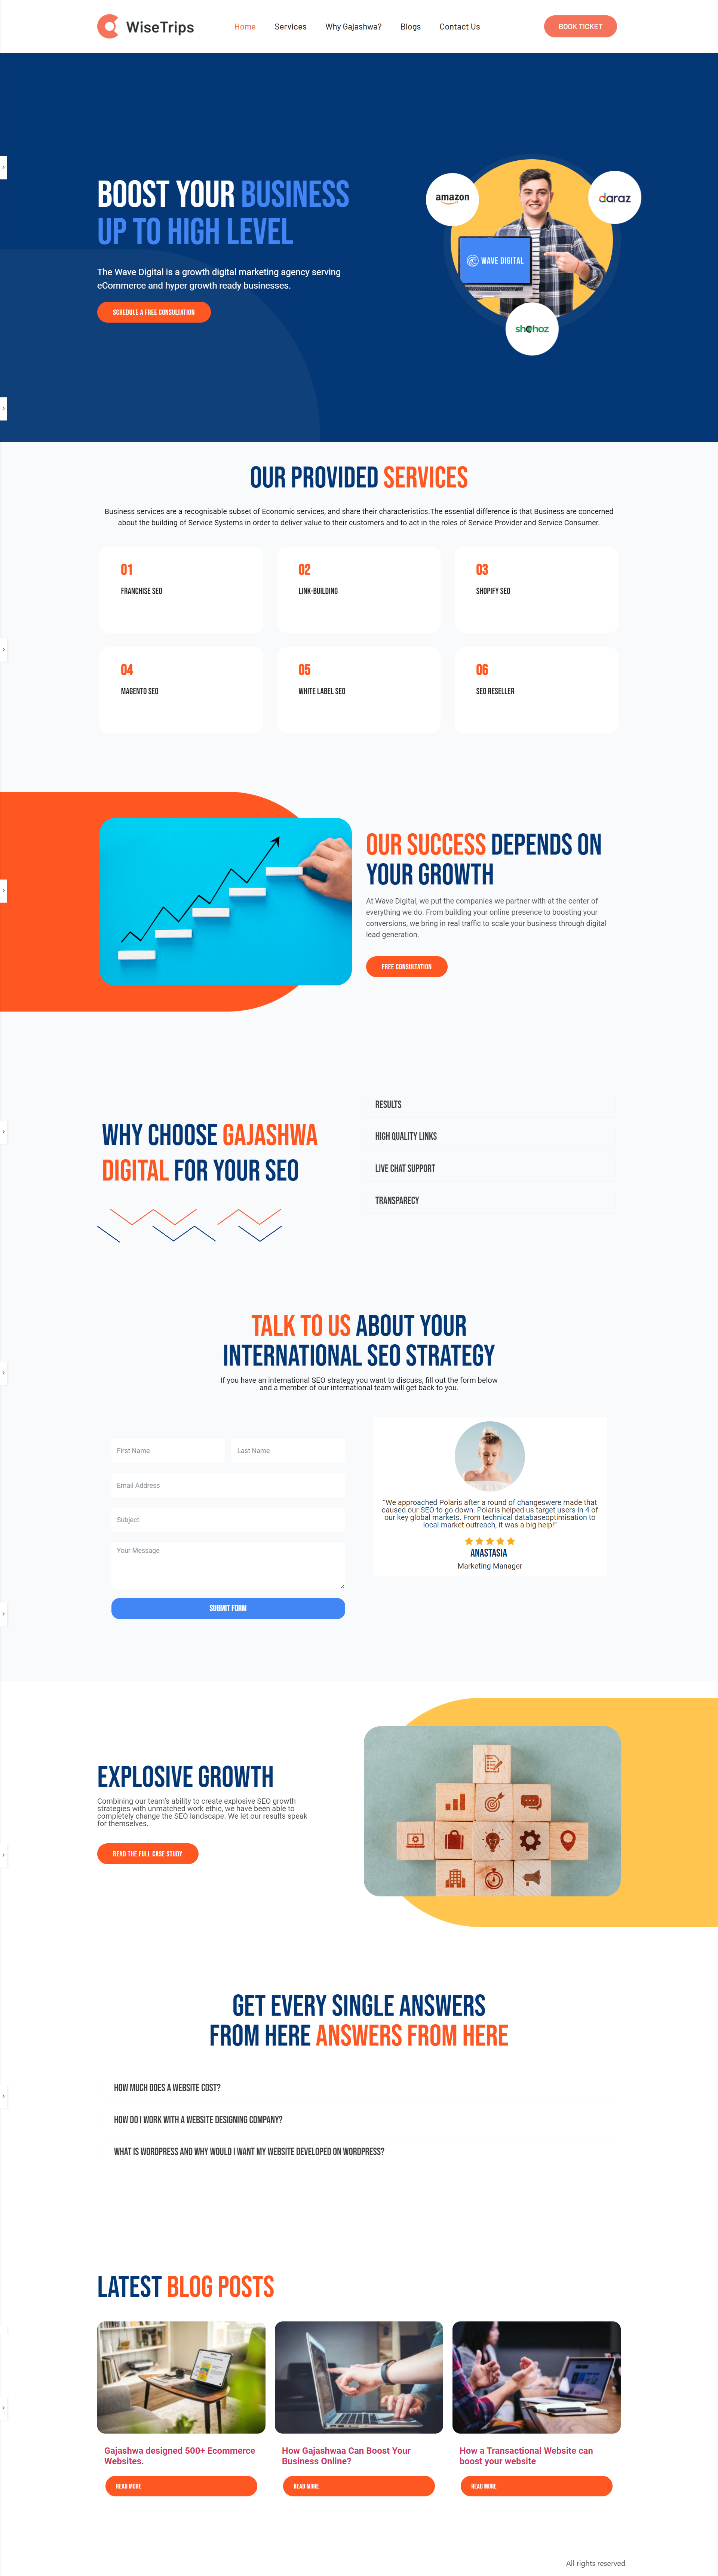 WiseTrips
Home
Services
Why Gajashwa?
Blogs
Contact Us
BOOK TICKET
BOOST YOUR BUSINESS
UP TO HIGH LEVEL
The Wave Digital is a growth digital marketing agency serving
eCommerce and hyper growth ready businesses.
SCHEDULE A FREE CONSULTATION
amazon
daraz
WAVE DIGITAL
shohoz
OUR PROVIDED SERVICES
Business services are a recognisable subset of Economic services, and share their characteristics.The essential difference is that Business are concerned
about the building of Service Systems in order to deliver value to their customers and to act in the roles of Service Provider and Service Consumer.
01
FRANCHISE SEO
02
LINK-BUILDING
03
SHOPIFY SEO
04
MAGENTO SEO
05
WHITE LABEL SEO
06
SEO RESELLER
OUR SUCCESS DEPENDS ON
YOUR GROWTH
At Wave Digital, we put the companies we partner with at the center of
everything we do. From building your online presence to boosting your
conversions, we bring in real traffic to scale your business through digital
lead generation.
FREE CONSULTATION
WHY CHOOSE GAJASHWA
DIGITAL FOR YOUR SEO
RESULTS
HIGH QUALITY LINKS
LIVE CHAT SUPPORT
TRANSPARECY
TALK TO US ABOUT YOUR
INTERNATIONAL SEO STRATEGY
If you have an international SEO strategy you want to discuss, fill out the form below
and a member of our international team will get back to you.
First Name
Last Name
Email Address
Subject
Your Message
SUBMIT FORM
"We approached Polaris after a round of changeswere made that
caused our SEO to go down. Polaris helped us target users in 4 of
our key global markets. From technical databaseoptimisation to
local market outreach, it was a big help!"
ANASTASIA
Marketing Manager
EXPLOSIVE GROWTH
Combining our team's ability to create explosive SEO growth
strategies with unmatched work ethic, we have been able to
completely change the SEO landscape. We let our results speak
for themselves.
READ THE FULL CASE STUDY
GET EVERY SINGLE ANSWERS
FROM HERE ANSWERS FROM HERE
HOW MUCH DOES A WEBSITE COST?
HOW DO I WORK WITH A WEBSITE DESIGNING COMPANY?
WHAT IS WORDPRESS AND WHY WOULD I WANT MY WEBSITE DEVELOPED ON WORDPRESS?
LATEST BLOG POSTS
Gajashwa designed 500+ Ecommerce
Websites.
READ MORE
How Gajashwaa Can Boost Your
Business Online?
READ MORE
How a Transactional Website can
boost your website
READ MORE
All rights reserved